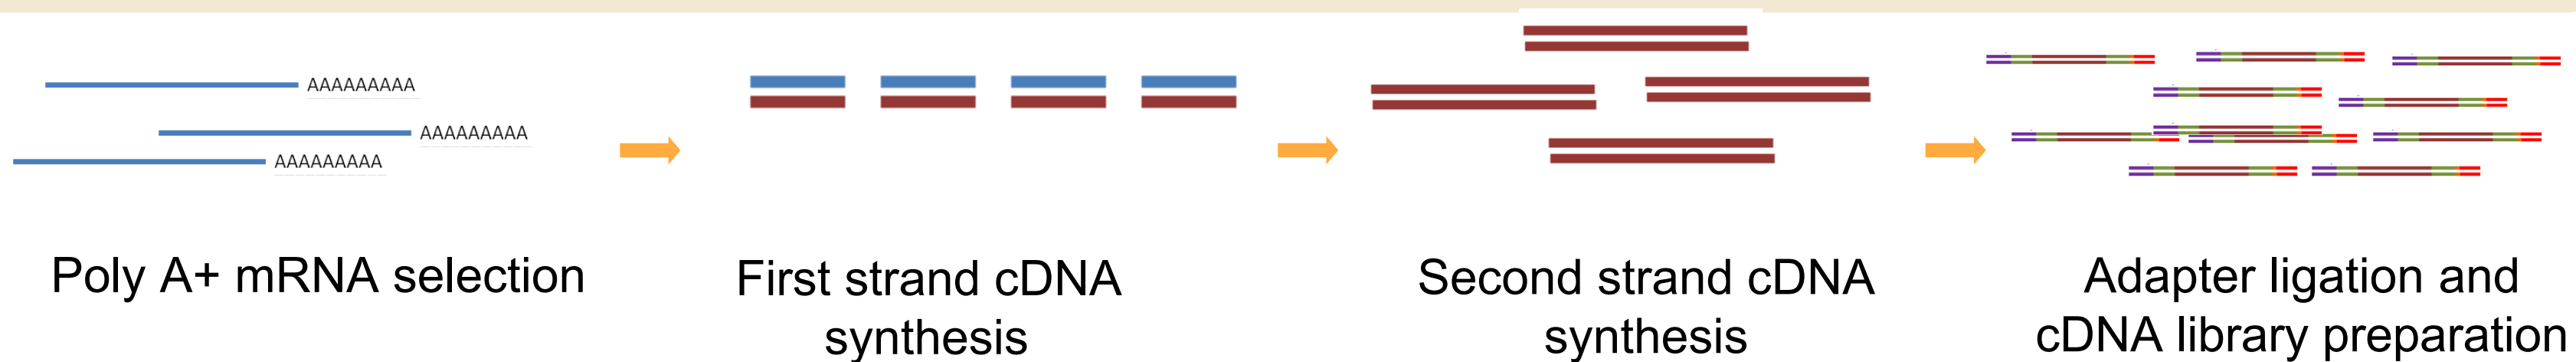 AAAAAAAAA
AAAAAAAAA
AAAAAAAAA
Poly A+ mRNA selection
First strand cDNA
synthesis
Second strand cDNA
synthesis
Adapter ligation and
cDNA library preparation